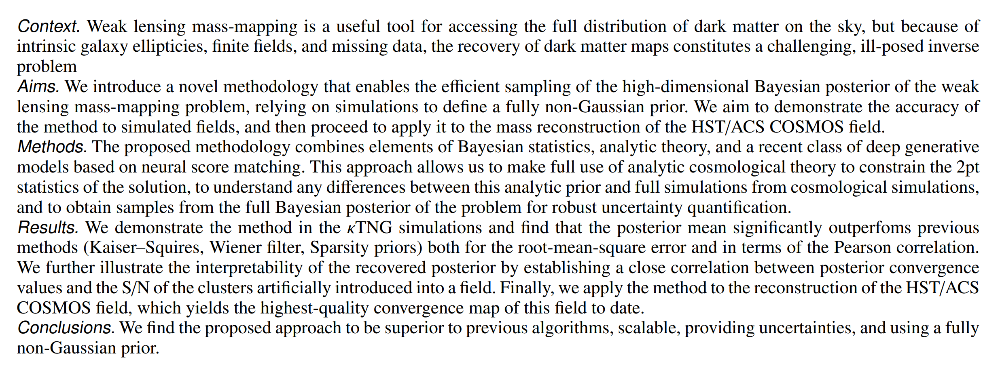 Context. Weak lensing mass-mapping is a useful tool for accessing the full distribution of dark matter on the sky, but because of
intrinsic galaxy ellipticies, finite fields, and missing data, the recovery of dark matter maps constitutes a challenging, ill-posed inverse
problem
Aims. We introduce a novel methodology that enables the efficient sampling of the high-dimensional Bayesian posterior of the weak
lensing mass-mapping problem, relying on simulations to define a fully non-Gaussian prior. We aim to demonstrate the accuracy of
the method to simulated fields, and then proceed to apply it to the mass reconstruction of the HST/ACS COSMOS field.
Methods. The proposed methodology combines elements of Bayesian statistics, analytic theory, and a recent class of deep generative
models based on neural score matching. This approach allows us to make full use of analytic cosmological theory to constrain the 2pt
statistics of the solution, to understand any differences between this analytic prior and full simulations from cosmological simulations,
and to obtain samples from the full Bayesian posterior of the problem for robust uncertainty quantification.
Results. We demonstrate the method in the κTNG simulations and find that the posterior mean significantly outperfoms previous
methods (Kaiser–Squires, Wiener filter, Sparsity priors) both for the root-mean-square error and in terms of the Pearson correlation.
We further illustrate the interpretability of the recovered posterior by establishing a close correlation between posterior convergence
values and the S/N of the clusters artificially introduced into a field. Finally, we apply the method to the reconstruction of the HST/ACS
COSMOS field, which yields the highest-quality convergence map of this field to date.
Conclusions. We find the proposed approach to be superior to previous algorithms, scalable, providing uncertainties, and using a fully
non-Gaussian prior.